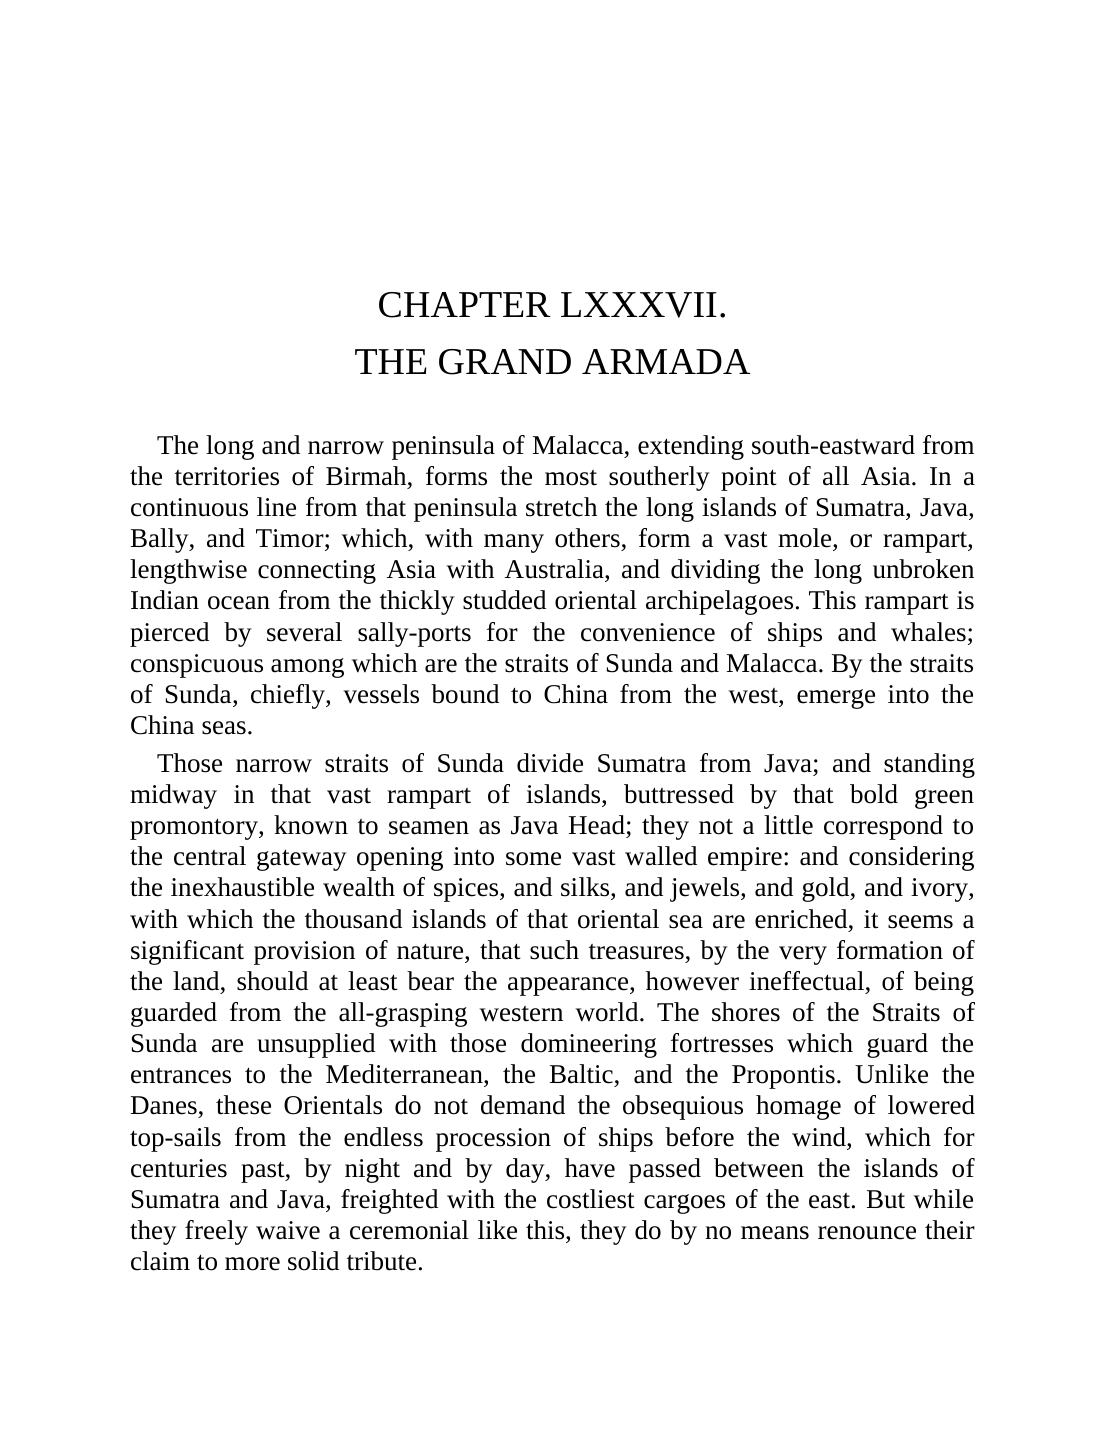 CHAPTER LXXXVII.
THE GRAND ARMADA
The long and narrow peninsula of Malacca, extending south-eastward from
the territories of Birmah, forms the most southerly point of all Asia. In a
continuous line from that peninsula stretch the long islands of Sumatra, Java,
Bally, and Timor; which, with many others, form a vast mole, or rampart,
lengthwise connecting Asia with Australia, and dividing the long unbroken
Indian ocean from the thickly studded oriental archipelagoes. This rampart is
pierced by several sally-ports for the convenience of ships and whales;
conspicuous among which are the straits of Sunda and Malacca. By the straits
of Sunda, chiefly, vessels bound to China from the west, emerge into the
China seas.
Those narrow straits of Sunda divide Sumatra from Java; and standing
midway in that vast rampart of islands, buttressed by that bold green
promontory, known to seamen as Java Head; they not a little correspond to
the central gateway opening into some vast walled empire: and considering
the inexhaustible wealth of spices, and silks, and jewels, and gold, and ivory,
with which the thousand islands of that oriental sea are enriched, it seems a
significant provision of nature, that such treasures, by the very formation of
the land, should at least bear the appearance, however ineffectual, of being
guarded from the all-grasping western world. The shores of the Straits of
Sunda are unsupplied with those domineering fortresses which guard the
entrances to the Mediterranean, the Baltic, and the Propontis. Unlike the
Danes, these Orientals do not demand the obsequious homage of lowered
top-sails from the endless procession of ships before the wind, which for
centuries past, by night and by day, have passed between the islands of
Sumatra and Java, freighted with the costliest cargoes of the east. But while
they freely waive a ceremonial like this, they do by no means renounce their
claim to more solid tribute.